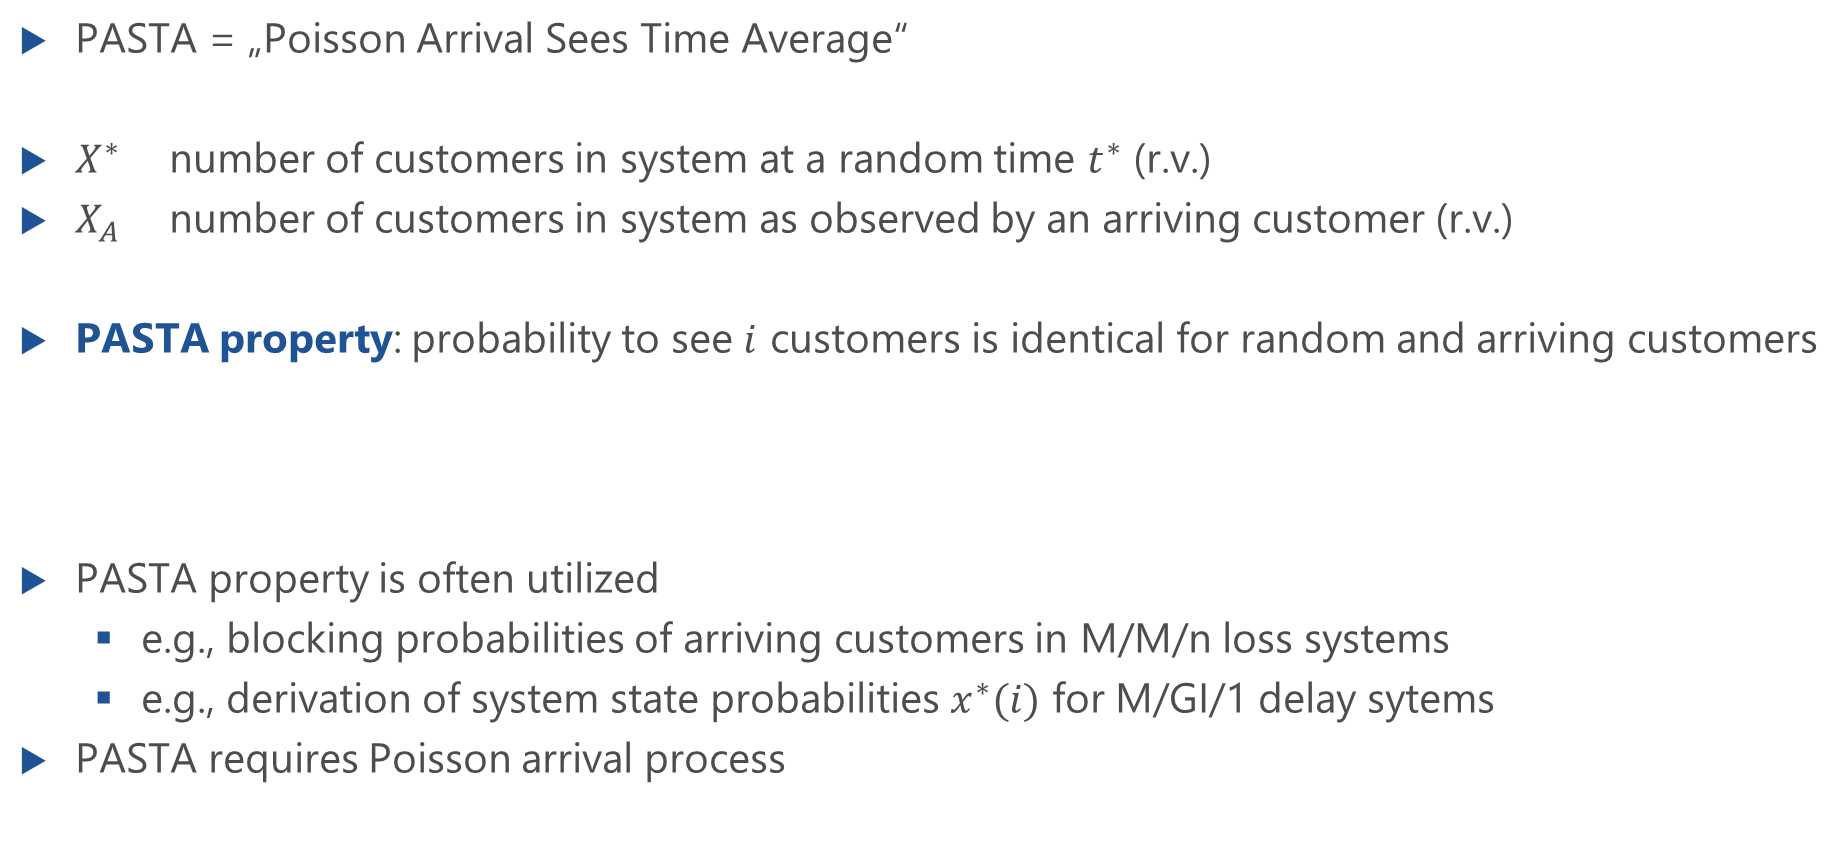 PASTA = „Poisson Arrival Sees Time Average“
X* number of customers in system at a random time t* (r.v.)
X_A number of customers in system as observed by an arriving customer (r.v.)
PASTA property: probability to see i customers is identical for random and arriving customers
PASTA property is often utilized
e.g., blocking probabilities of arriving customers in M/M/n loss systems
e.g., derivation of system state probabilities x*(i) for M/GI/1 delay sytems
PASTA requires Poisson arrival process